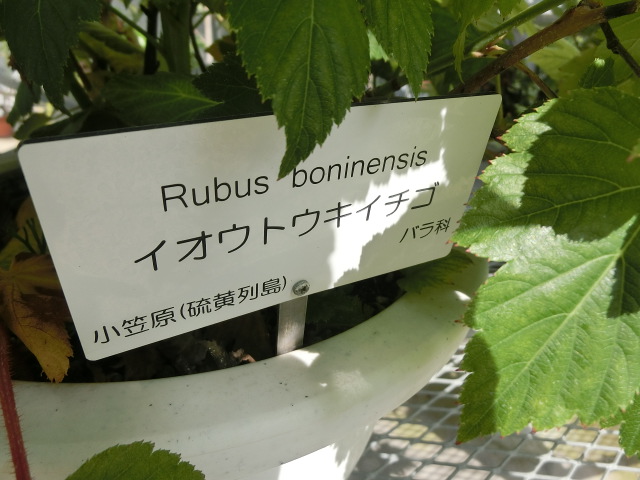 Rubus boninensis
イオウトウキイチゴ
バラ科
小笠原(硫黄列島)